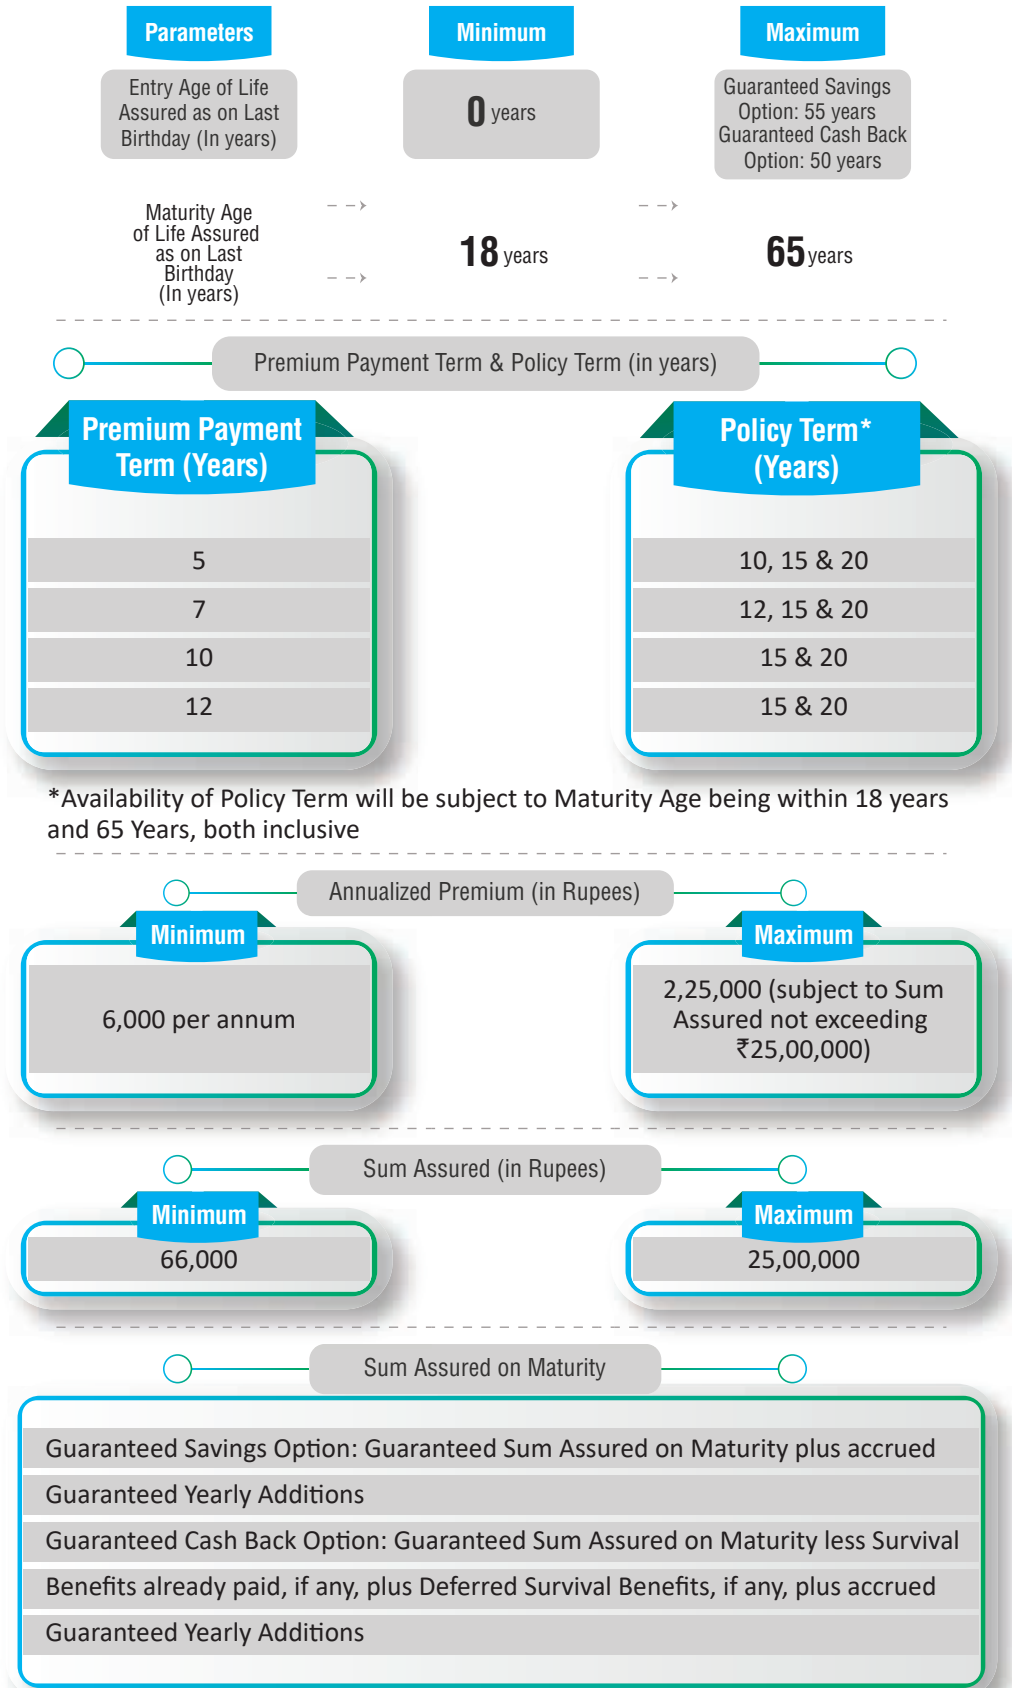 Parameters
Minimum
Maximum
Entry Age of Life
Assured as on Last
Birthday (In years)
0 years
Guaranteed Savings
Option: 55 years
Guaranteed Cash Back
Option: 50 years
Maturity Age
of Life Assured
as on Last
Birthday
(In years)
18 years
65 years
Premium Payment Term & Policy Term (in years)
Premium Payment
Term (Years)
Policy Term*
(Years)
5
10, 15 & 20
7
12, 15 & 20
10
15 & 20
12
15 & 20
*Availability of Policy Term will be subject to Maturity Age being within 18 years
and 65 Years, both inclusive
Annualized Premium (in Rupees)
Minimum
Maximum
6,000 per annum
2,25,000 (subject to Sum
Assured not exceeding
₹25,00,000)
Sum Assured (in Rupees)
Minimum
Maximum
66,000
25,00,000
Sum Assured on Maturity
Guaranteed Savings Option: Guaranteed Sum Assured on Maturity plus accrued
Guaranteed Yearly Additions
Guaranteed Cash Back Option: Guaranteed Sum Assured on Maturity less Survival
Benefits already paid, if any, plus Deferred Survival Benefits, if any, plus accrued
Guaranteed Yearly Additions